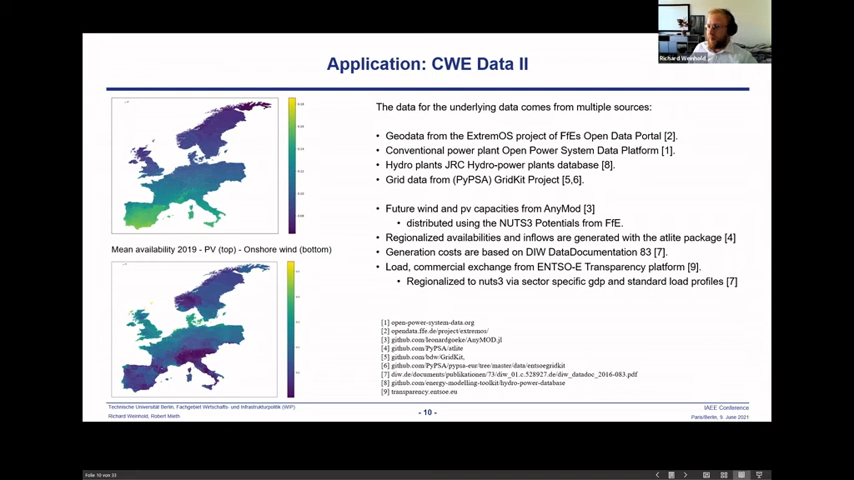 Richard Weinhold
Application: CWE Data II
The data for the underlying data comes from multiple sources:
• Geodata from the ExtremOS project of FfEs Open Data Portal [2].
• Conventional power plant Open Power System Data Platform [1].
• Hydro plants JRC Hydro-power plants database [8].
• Grid data from (PyPSA) GridKit Project [5,6].
• Future wind and pv capacities from AnyMod [3]
• distributed using the NUTS3 Potentials from FfE.
• Regionalized availabilities and inflows are generated with the atlite package [4]
• Generation costs are based on DIW DataDocumentation 83 [7].
• Load, commercial exchange from ENTSO-E Transparency platform [9].
• Regionalized to nuts3 via sector specific gdp and standard load profiles [7]
Mean availability 2019 - PV (top) - Onshore wind (bottom)
[1] open-power-system-data.org
[2] opendata.ffe.de/project/extremos/
[3] github.com/leonardgoeke/AnyMOD.jl
[4] github.com/PyPSA/atlite
[5] github.com/bdw/GridKit,
[6] github.com/PyPSA/pypsa-eur/tree/master/data/entsoegridkit
[7] diw.de/documents/publikationen/73/diw_01.c.528927.de/diw_datadoc_2016-083.pdf
[8] github.com/energy-modelling-toolkit/hydro-power-database
[9] transparency.entsoe.eu
Technische Universität Berlin, Fachgebiet Wirtschafts- und Infrastrukturpolitik (WIP)
Richard Weinhold, Robert Mieth
- 10 -
IAEE Conference
Paris/Berlin, 9. June 2021
Folie 10 von 33